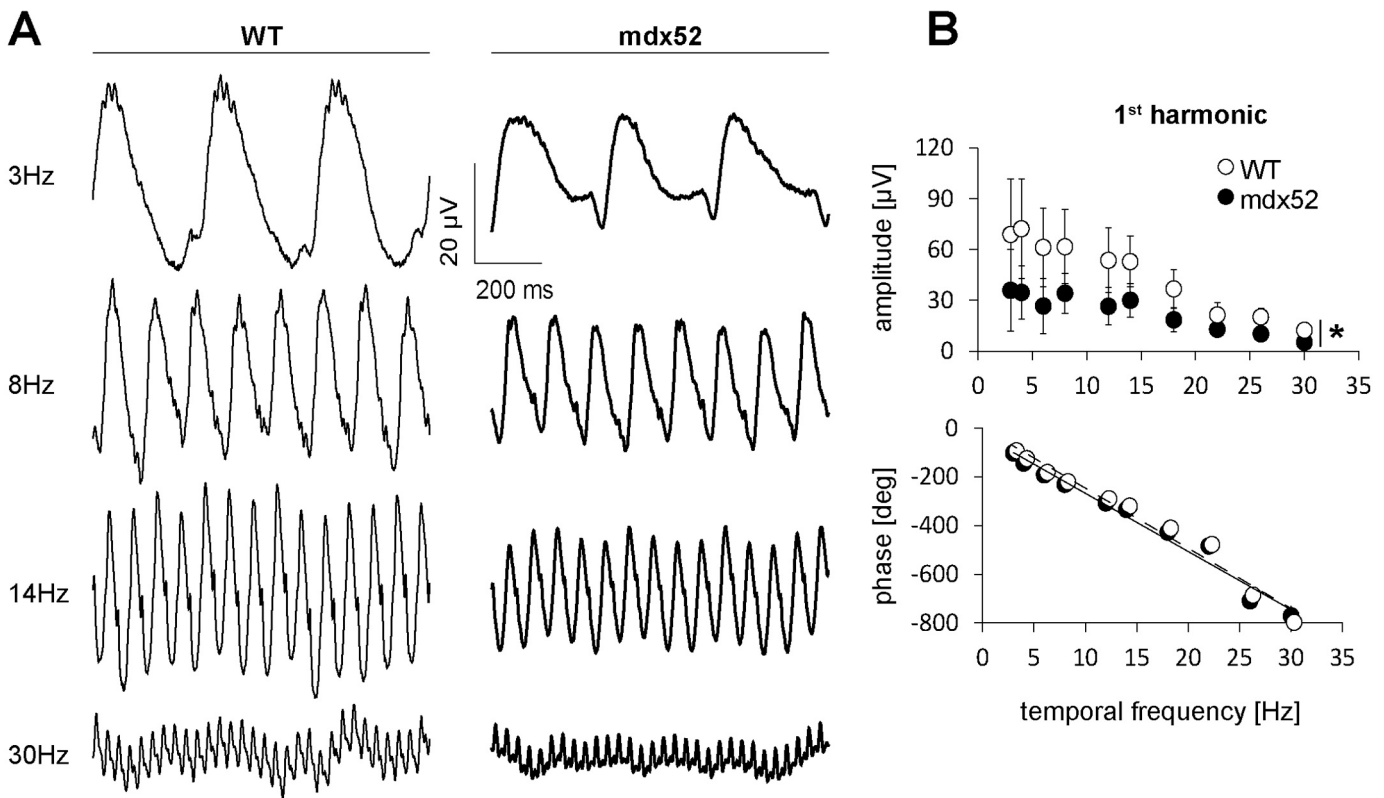 A
WT
mdx52
3Hz
20 µV
200 ms
8Hz
14Hz
30Hz
B
1st harmonic
WT
mdx52
amplitude [µV]
120
90
60
30
0
*
0 5 10 15 20 25 30 35
phase [deg]
0
-200
-400
-600
-800
0 5 10 15 20 25 30 35
temporal frequency [Hz]